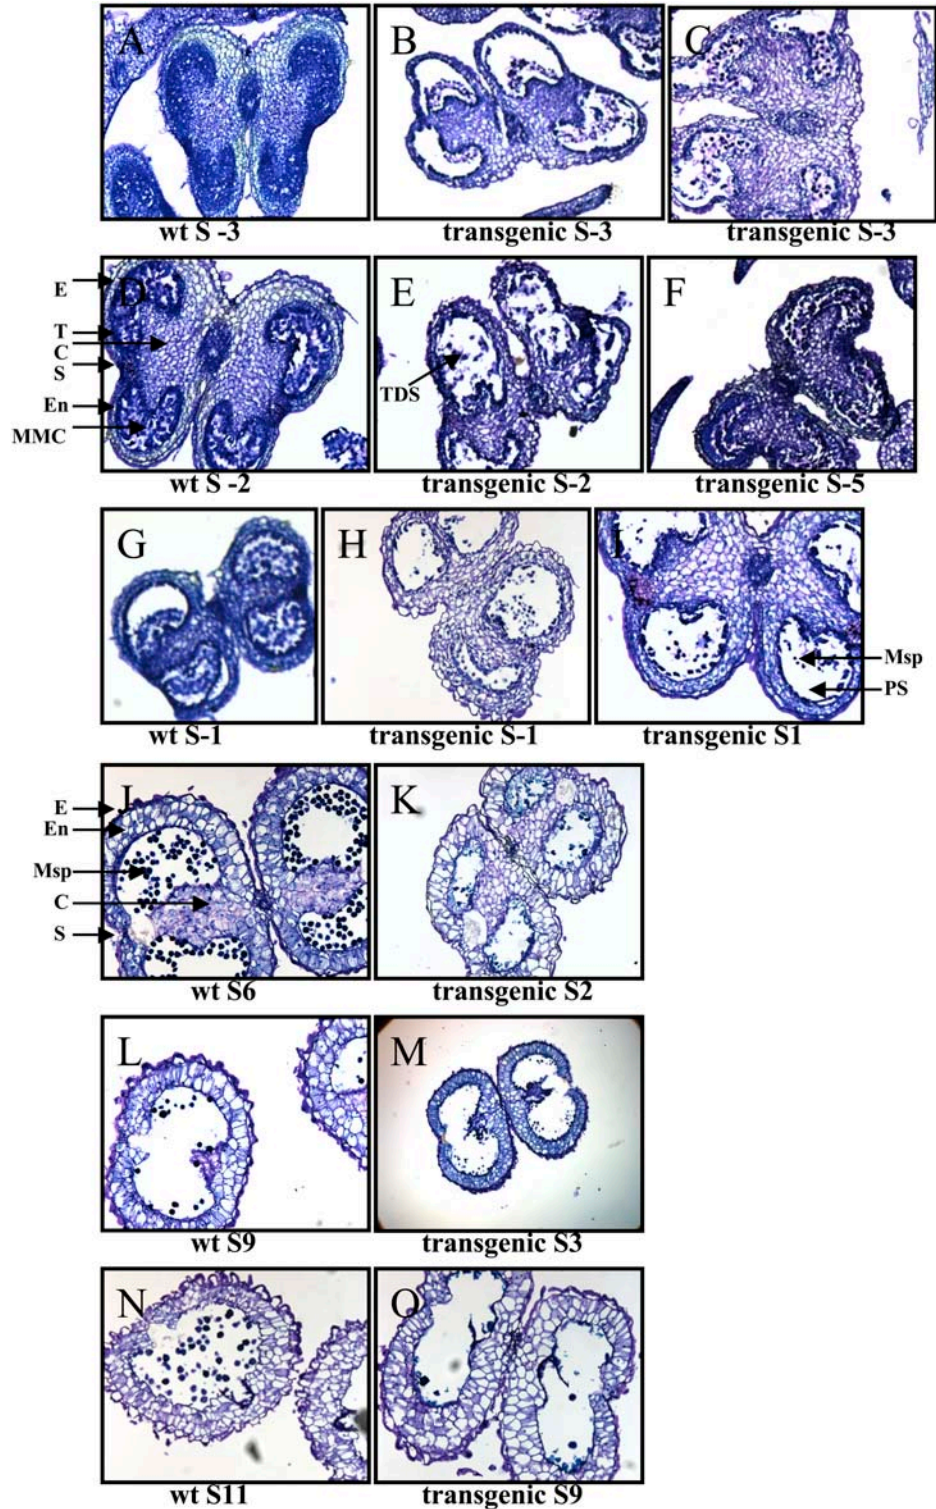 A B C
wt S -3 transgenic S-3 transgenic S-3
D E F
E
T
C
S
En
MMC
TDS
wt S -2 transgenic S-2 transgenic S-5
G H I
Msp
PS
wt S-1 transgenic S-1 transgenic S1
J K
E
En
Msp
C
S
wt S6 transgenic S2
L M
wt S9 transgenic S3
N O
wt S11 transgenic S9